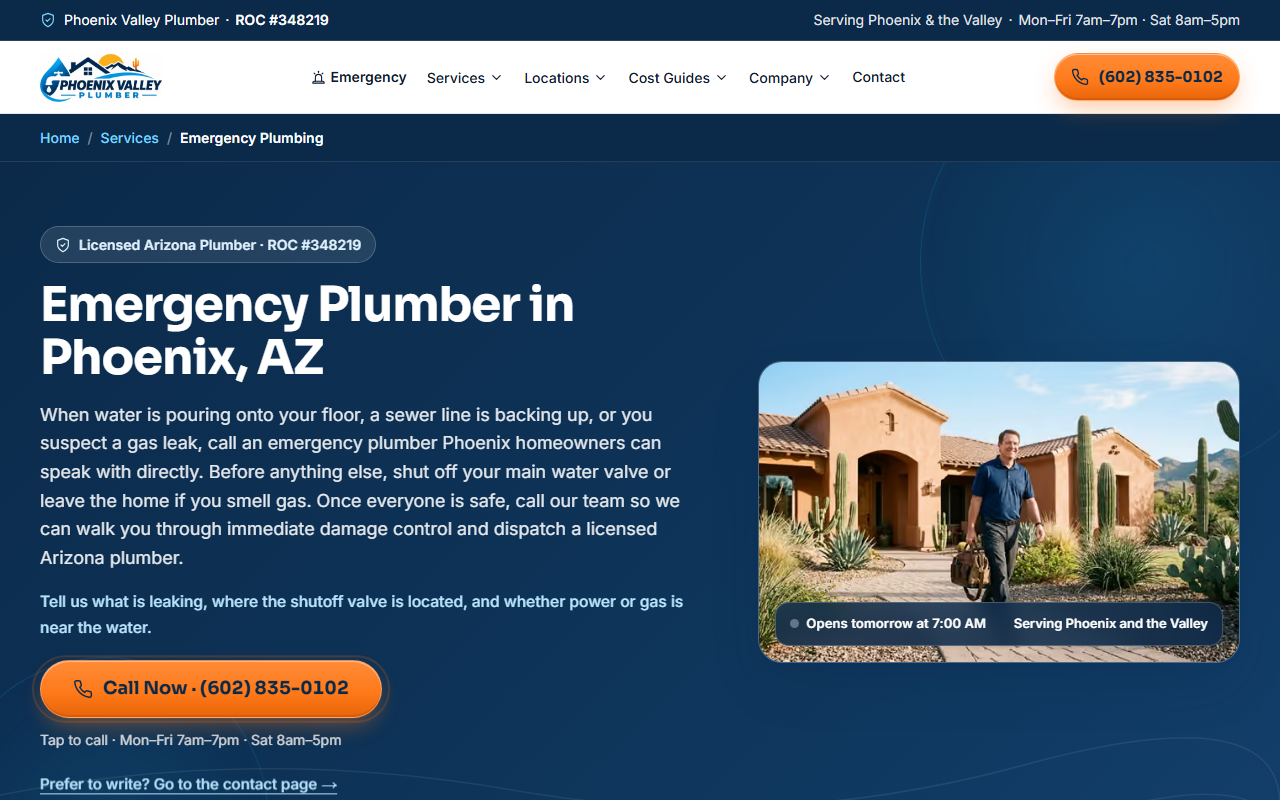 Phoenix Valley Plumber · ROC #348219
Serving Phoenix & the Valley · Mon–Fri 7am–7pm · Sat 8am–5pm
PHOENIX VALLEY
PLUMBER
Emergency Services Locations Cost Guides Company Contact
(602) 835-0102
Home / Services / Emergency Plumbing
Licensed Arizona Plumber · ROC #348219
Emergency Plumber in
Phoenix, AZ
When water is pouring onto your floor, a sewer line is backing up, or you
suspect a gas leak, call an emergency plumber Phoenix homeowners can
speak with directly. Before anything else, shut off your main water valve or
leave the home if you smell gas. Once everyone is safe, call our team so we
can walk you through immediate damage control and dispatch a licensed
Arizona plumber.
Tell us what is leaking, where the shutoff valve is located, and whether power or gas is
near the water.
Call Now · (602) 835-0102
Tap to call · Mon–Fri 7am–7pm · Sat 8am–5pm
Prefer to write? Go to the contact page →
Opens tomorrow at 7:00 AM Serving Phoenix and the Valley